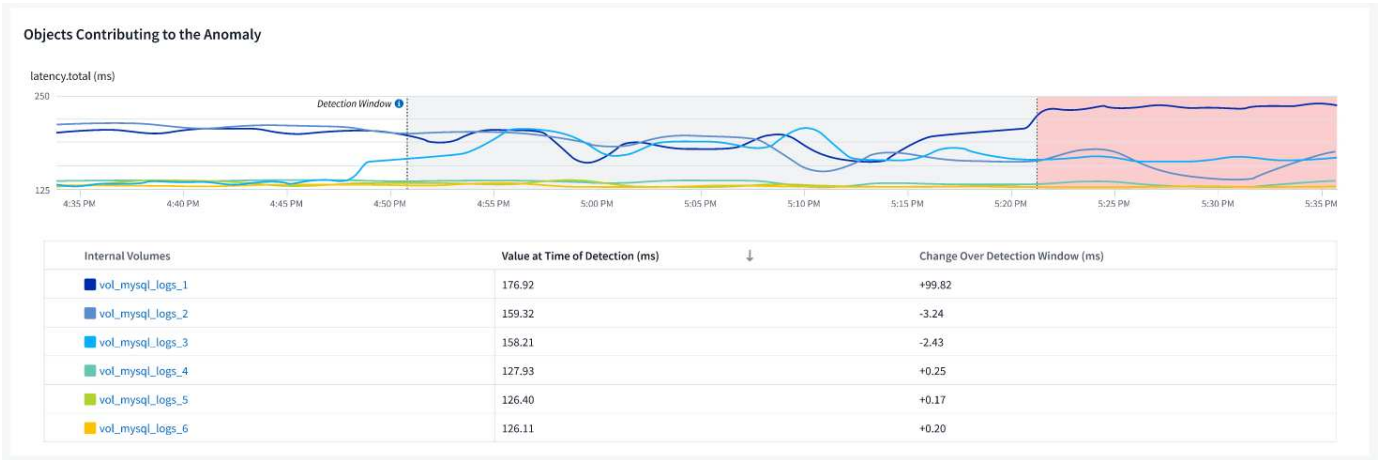 Objects Contributing to the Anomaly
latency.total (ms)
250
Detection Window
125
4:35 PM 4:40 PM 4:45 PM 4:50 PM 4:55 PM 5:00 PM 5:05 PM 5:10 PM 5:15 PM 5:20 PM 5:25 PM 5:30 PM 5:35 PM
Internal Volumes Value at Time of Detection (ms) ↓ Change Over Detection Window (ms)
vol_mysql_logs_1 176.92 +99.82
vol_mysql_logs_2 159.32 -3.24
vol_mysql_logs_3 158.21 -2.43
vol_mysql_logs_4 127.93 +0.25
vol_mysql_logs_5 126.40 +0.17
vol_mysql_logs_6 126.11 +0.20